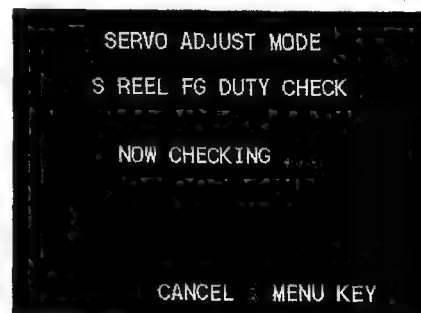 SERVO ADJUST MODE
S REEL FG DUTY CHECK
NOW CHECKING
CANCEL : MENU KEY